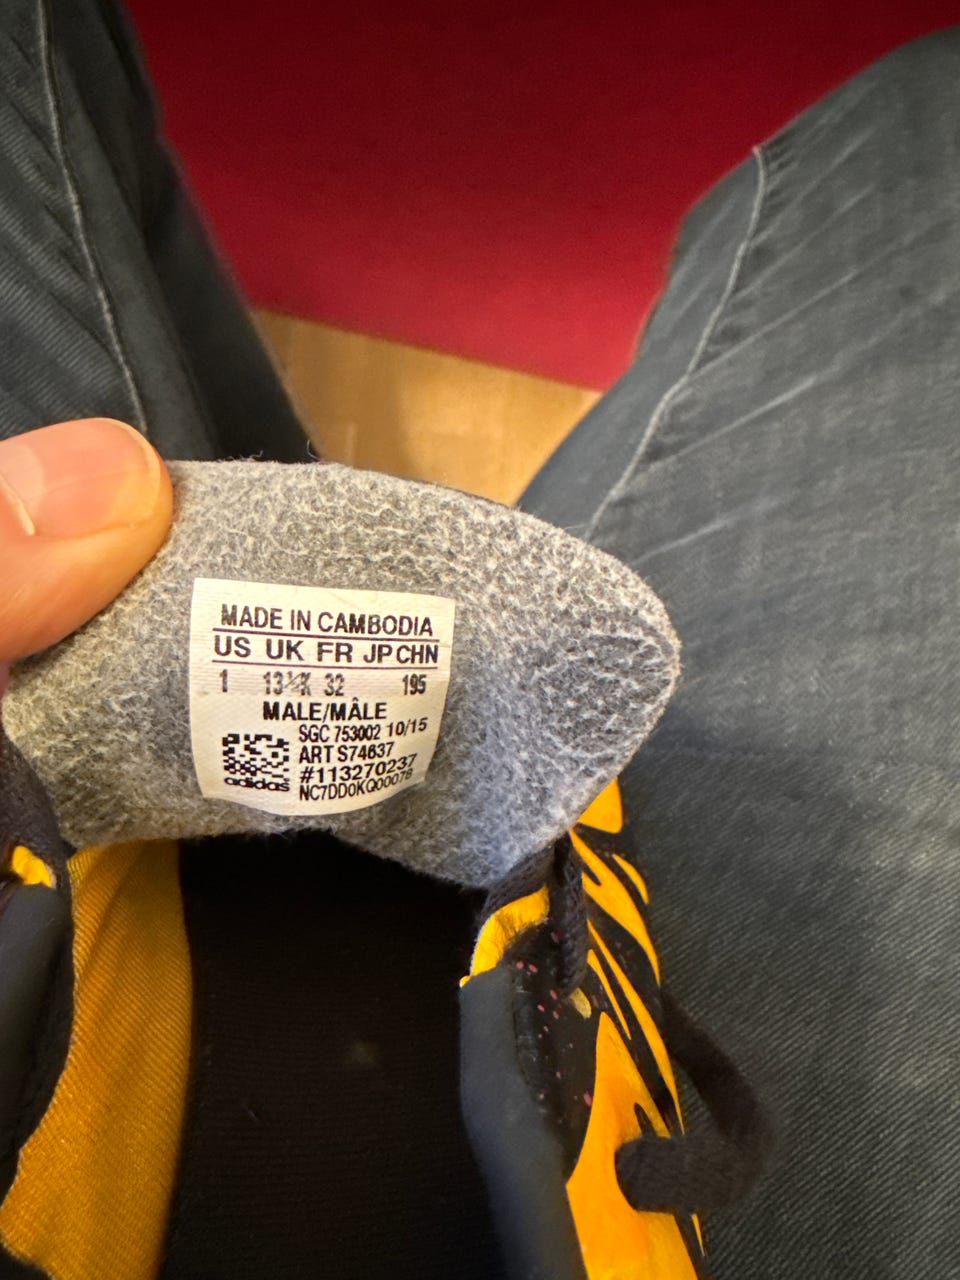 MADE IN CAMBODIA
US UK FR JP CHN
1 13½K 32 195
MALE/MÂLE
SGC 753002 10/15
ART S74637
#113270237
NC7DD0KQ00078
adidas